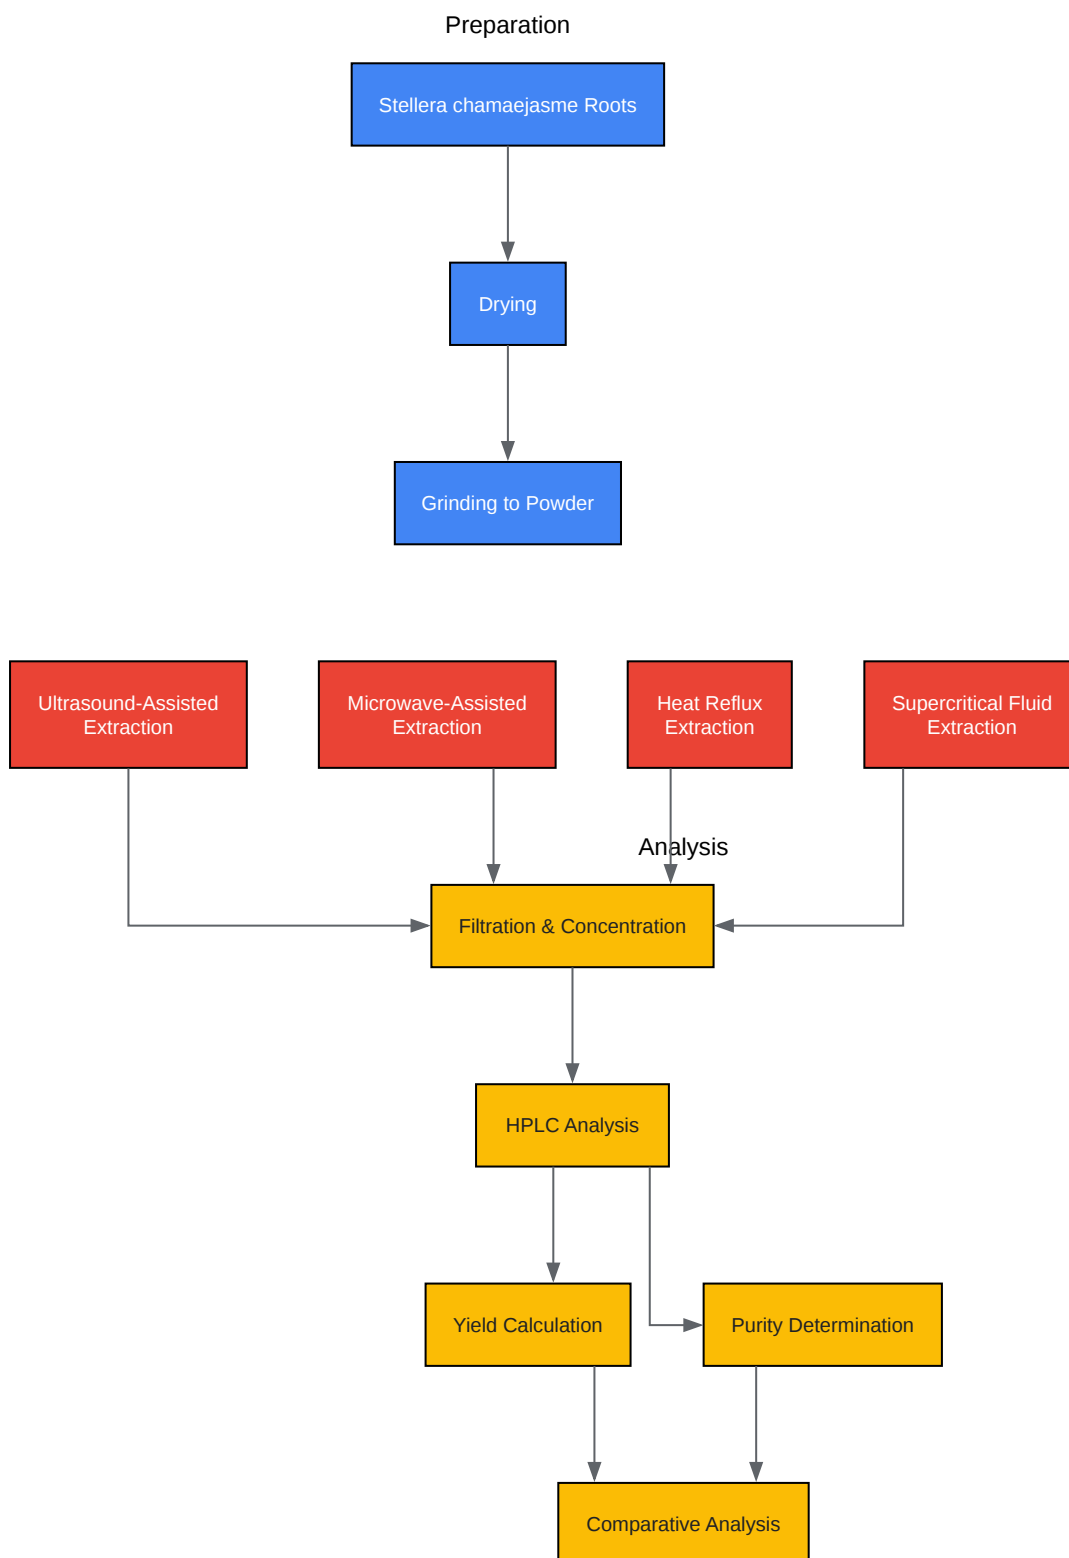 Preparation
Stellera chamaejasme Roots
Drying
Grinding to Powder
Ultrasound-Assisted
Extraction
Microwave-Assisted
Extraction
Heat Reflux
Extraction
Supercritical Fluid
Extraction
Analysis
Filtration & Concentration
HPLC Analysis
Yield Calculation
Purity Determination
Comparative Analysis